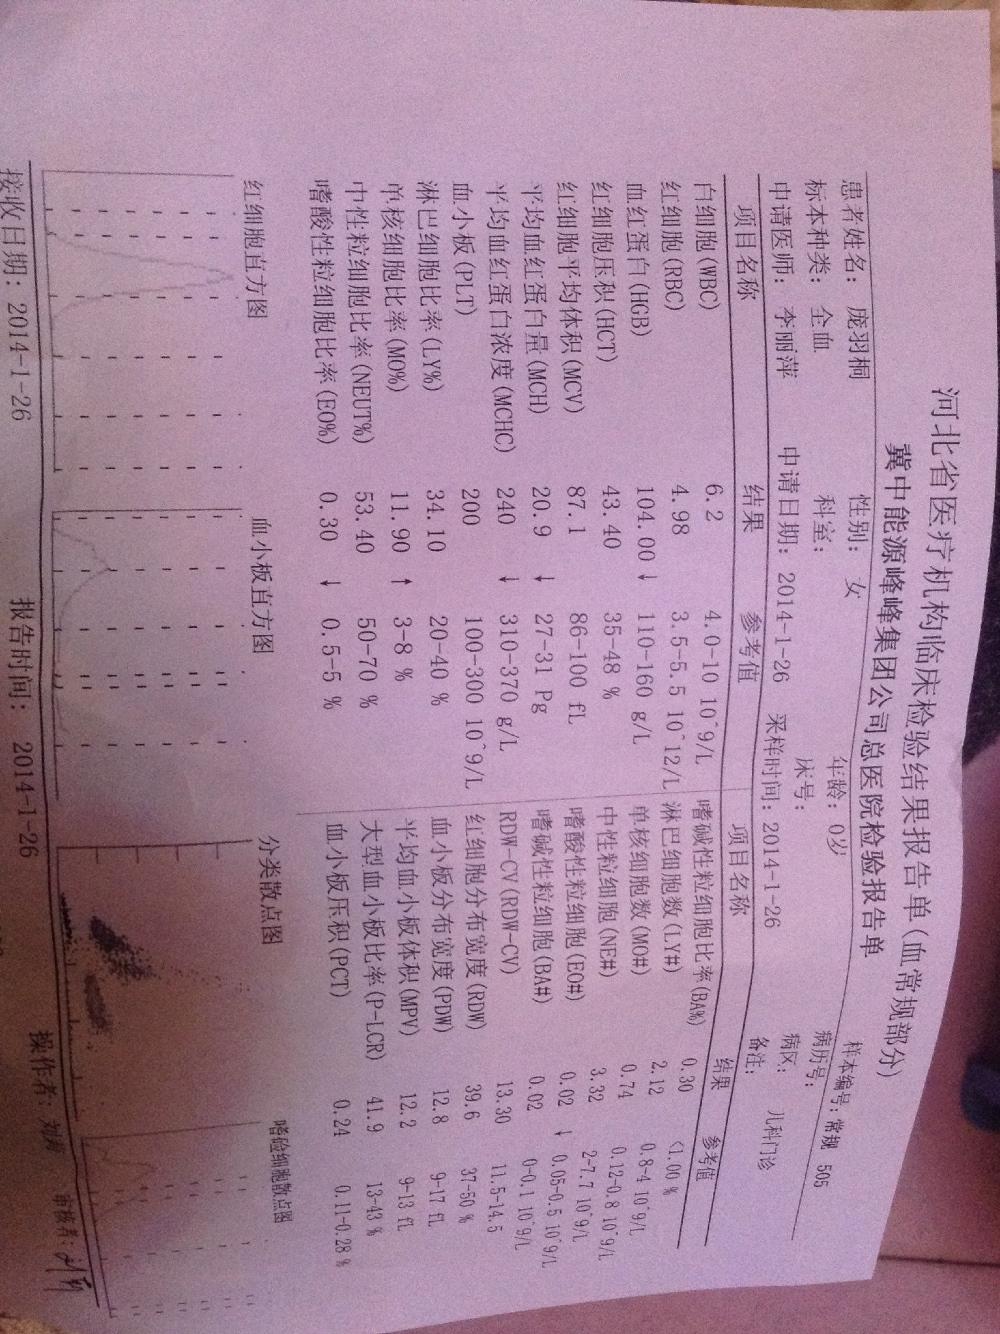 河北省医疗机构临床检验结果报告单(血常规部分)
冀中能源峰峰集团公司总医院检验报告单
患者姓名: 庞羽桐 性别: 女 年龄: 0岁 样本编号: 常规 505
标本种类: 全血 科室: 床号: 病历号:
申请医师: 李丽萍 申请日期: 2014-1-26 采样时间: 2014-1-26 病区: 儿科门诊
备注:
项目名称 结果 参考值 项目名称 结果 参考值
白细胞(WBC) 6.2 4.0-10 10^9/L 嗜碱性粒细胞比率(BA%) 0.30 <1.00 %
红细胞(RBC) 4.98 3.5-5.5 10^12/L 淋巴细胞数(LY#) 2.12 0.8-4 10^9/L
血红蛋白(HGB) 104.00 ↓ 110-160 g/L 单核细胞数(MO#) 0.74 0.12-0.8 10^9/L
红细胞压积(HCT) 43.40 35-48 % 中性粒细胞(NE#) 3.32 2-7.7 10^9/L
红细胞平均体积(MCV) 87.1 86-100 fL 嗜酸性粒细胞(EO#) 0.02 ↓ 0.05-0.5 10^9/L
平均血红蛋白量(MCH) 20.9 ↓ 27-31 Pg 嗜碱性粒细胞(BA#) 0.02 0-0.1 10^9/L
平均血红蛋白浓度(MCHC) 240 ↓ 310-370 g/L RDW-CV(RDW-CV) 13.30 11.5-14.5
血小板(PLT) 200 100-300 10^9/L 红细胞分布宽度(RDW) 39.6 37-50 %
淋巴细胞比率(LY%) 34.10 20-40 % 血小板分布宽度(PDW) 12.8 9-17 fL
单核细胞比率(MO%) 11.90 ↑ 3-8 % 平均血小板体积(MPV) 12.2 9-13 fL
中性粒细胞比率(NEUT%) 53.40 50-70 % 大型血小板比率(P-LCR) 41.9 13-43 %
嗜酸性粒细胞比率(EO%) 0.30 ↓ 0.5-5 % 血小板压积(PCT) 0.24 0.11-0.28 %
红细胞直方图 血小板直方图 分类散点图 嗜硷细胞散点图
接收日期: 2014-1-26 报告时间: 2014-1-26 操作者: 审核者: